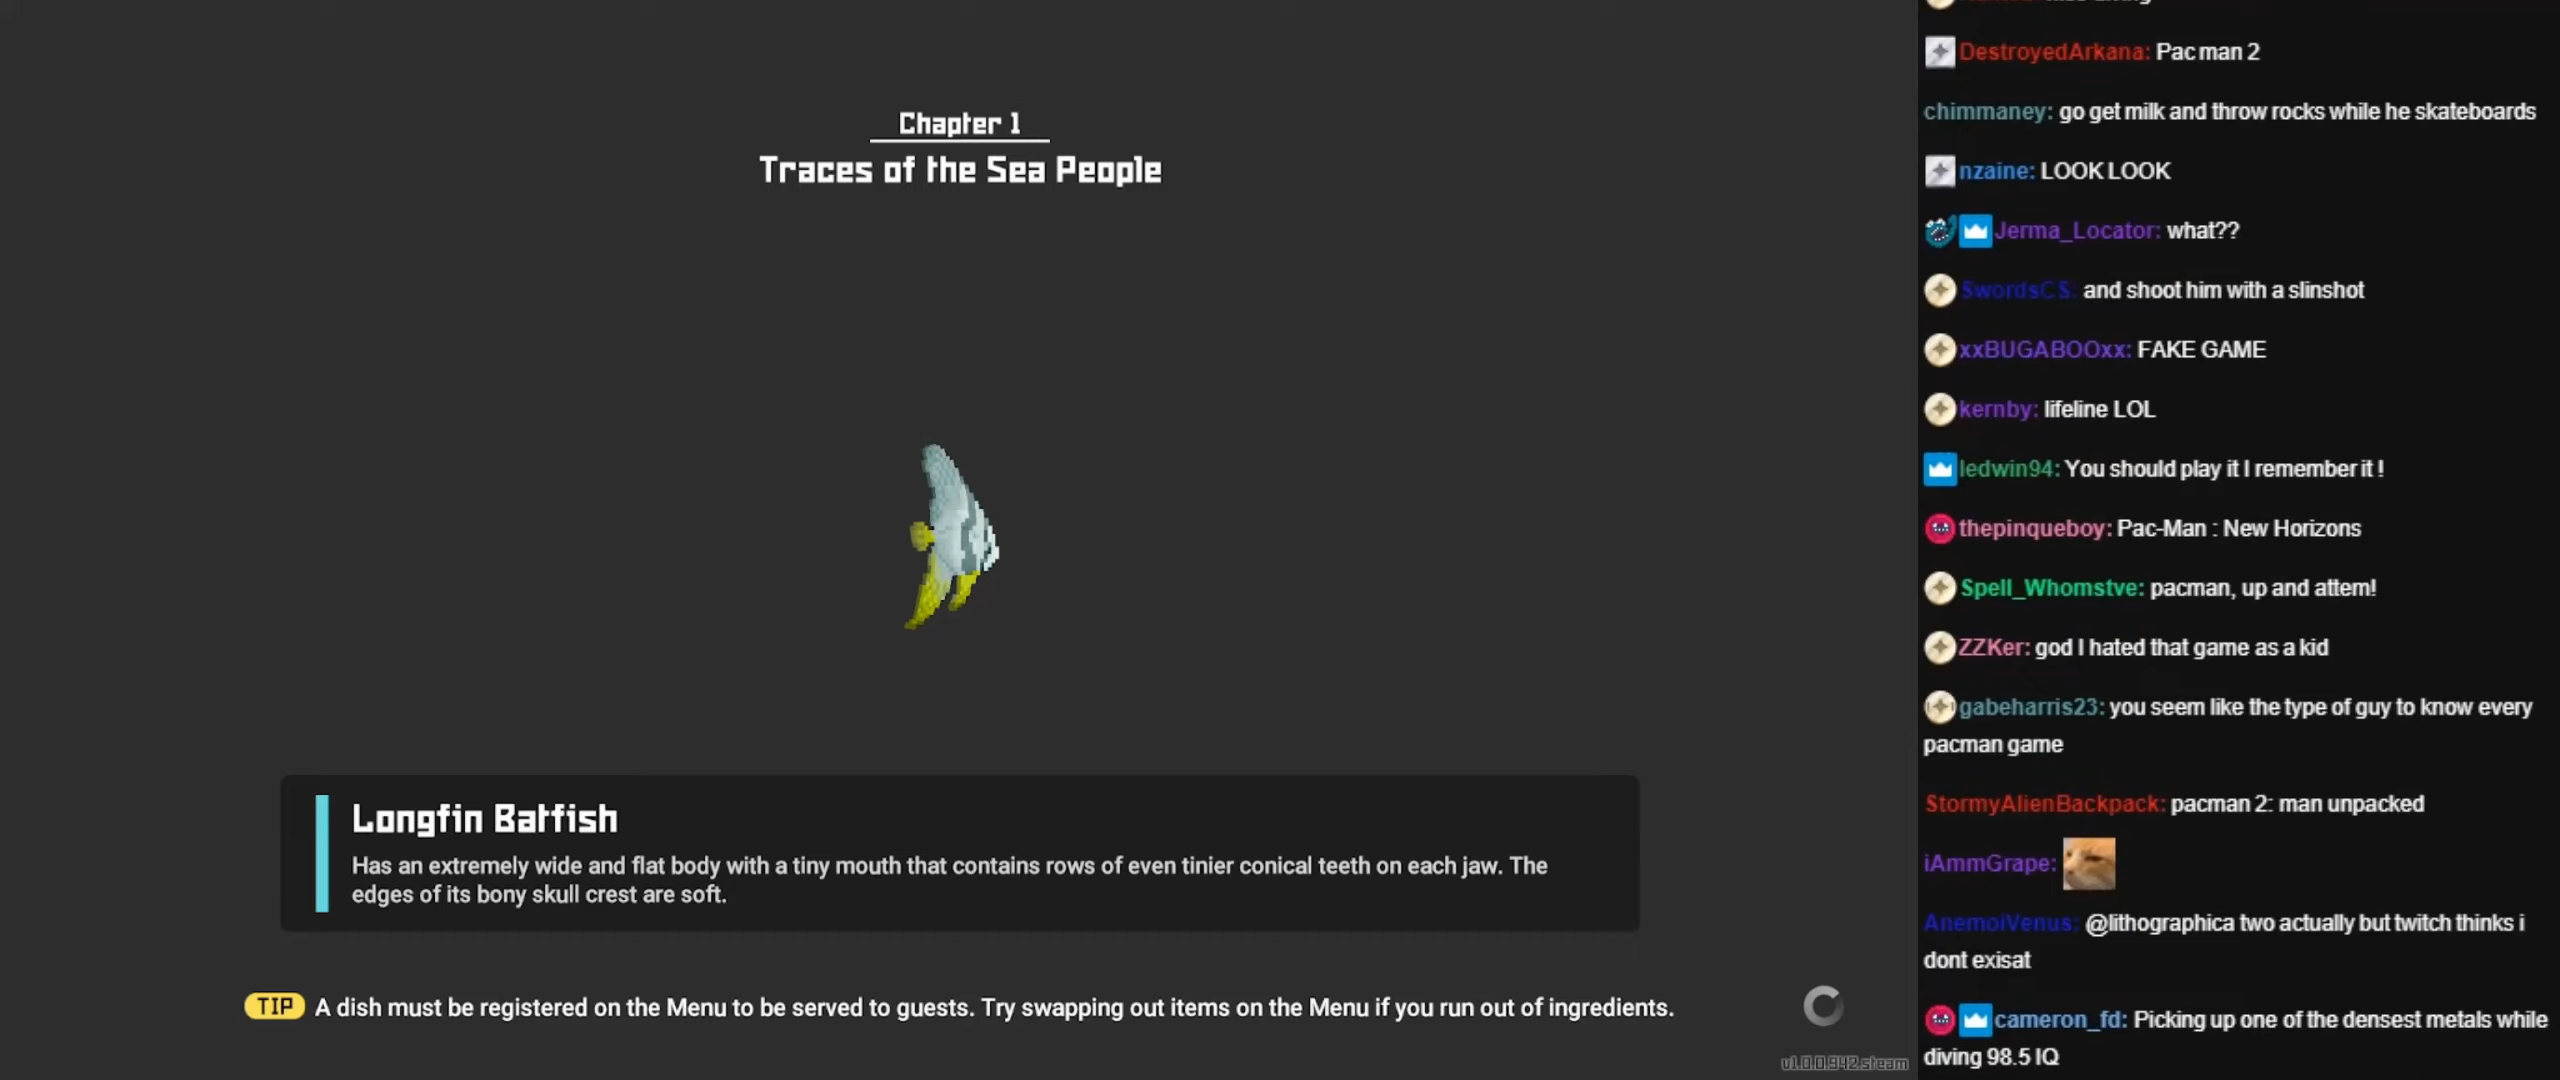 Chapter 1
Traces of the Sea People
Longfin Batfish
Has an extremely wide and flat body with a tiny mouth that contains rows of even tinier conical teeth on each jaw. The
edges of its bony skull crest are soft.
TIP A dish must be registered on the Menu to be served to guests. Try swapping out items on the Menu if you run out of ingredients.
v1.0.0.942.steam
DestroyedArkana: Pac man 2
chimmaney: go get milk and throw rocks while he skateboards
nzaine: LOOK LOOK
Jerma_Locator: what??
SwordsCS: and shoot him with a slinshot
xxBUGABOOxx: FAKE GAME
kernby: lifeline LOL
ledwin94: You should play it I remember it !
thepinqueboy: Pac-Man : New Horizons
Spell_Whomstve: pacman, up and attem!
ZZKer: god I hated that game as a kid
gabeharris23: you seem like the type of guy to know every
pacman game
StormyAlienBackpack: pacman 2: man unpacked
iAmmGrape:
AnemoiVenus: @lithographica two actually but twitch thinks i
dont exisat
cameron_fd: Picking up one of the densest metals while
diving 98.5 IQ